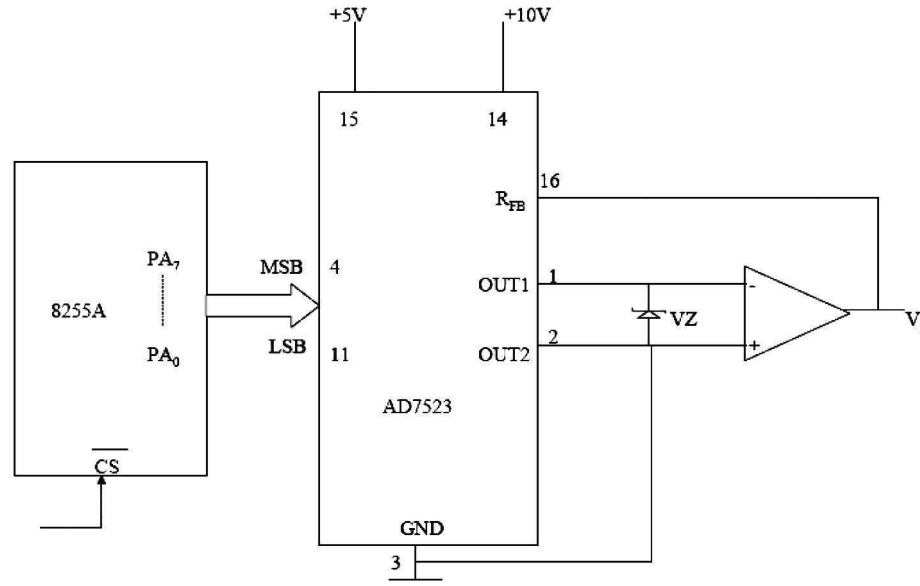 +5V
+10V
15
14
16
R_FB
PA₇
4
MSB
OUT1
1
-
8255A
VZ
V
LSB
PA₀
11
OUT2
2
+
AD7523
CS
GND
3